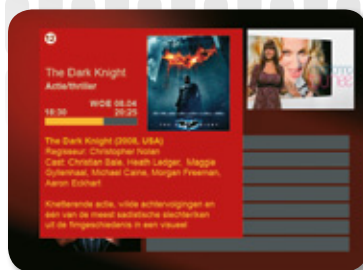 12
The Dark Knight
Actie/thriller
WOE 08.04
18:30 20:25
The Dark Knight (2008, USA)
Regisseur: Christopher Nolan
Cast: Christian Bale, Heath Ledger, Maggie
Gyllenhaal, Michael Caine, Morgan Freeman,
Aaron Eckhart
Knetterende actie, wilde achtervolgingen en
één van de meest sadistische slechteriken
uit de filmgeschiedenis in een visueel